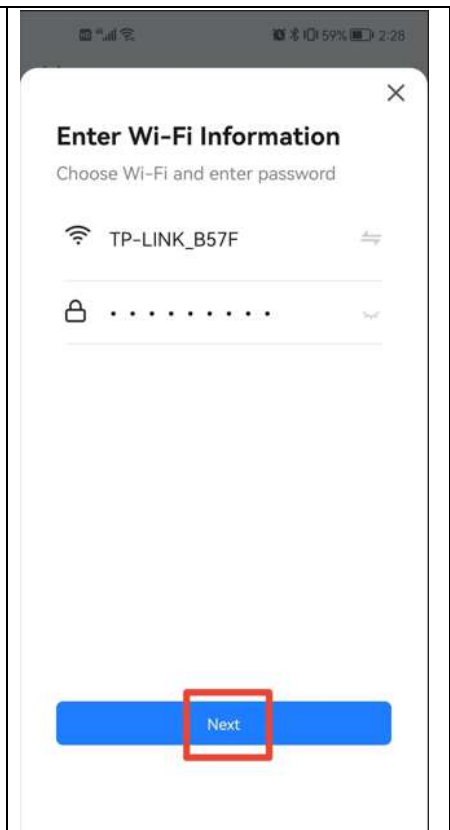 59% 2:28
Enter Wi-Fi Information
Choose Wi-Fi and enter password
TP-LINK_B57F
• • • • • • • • •
Next